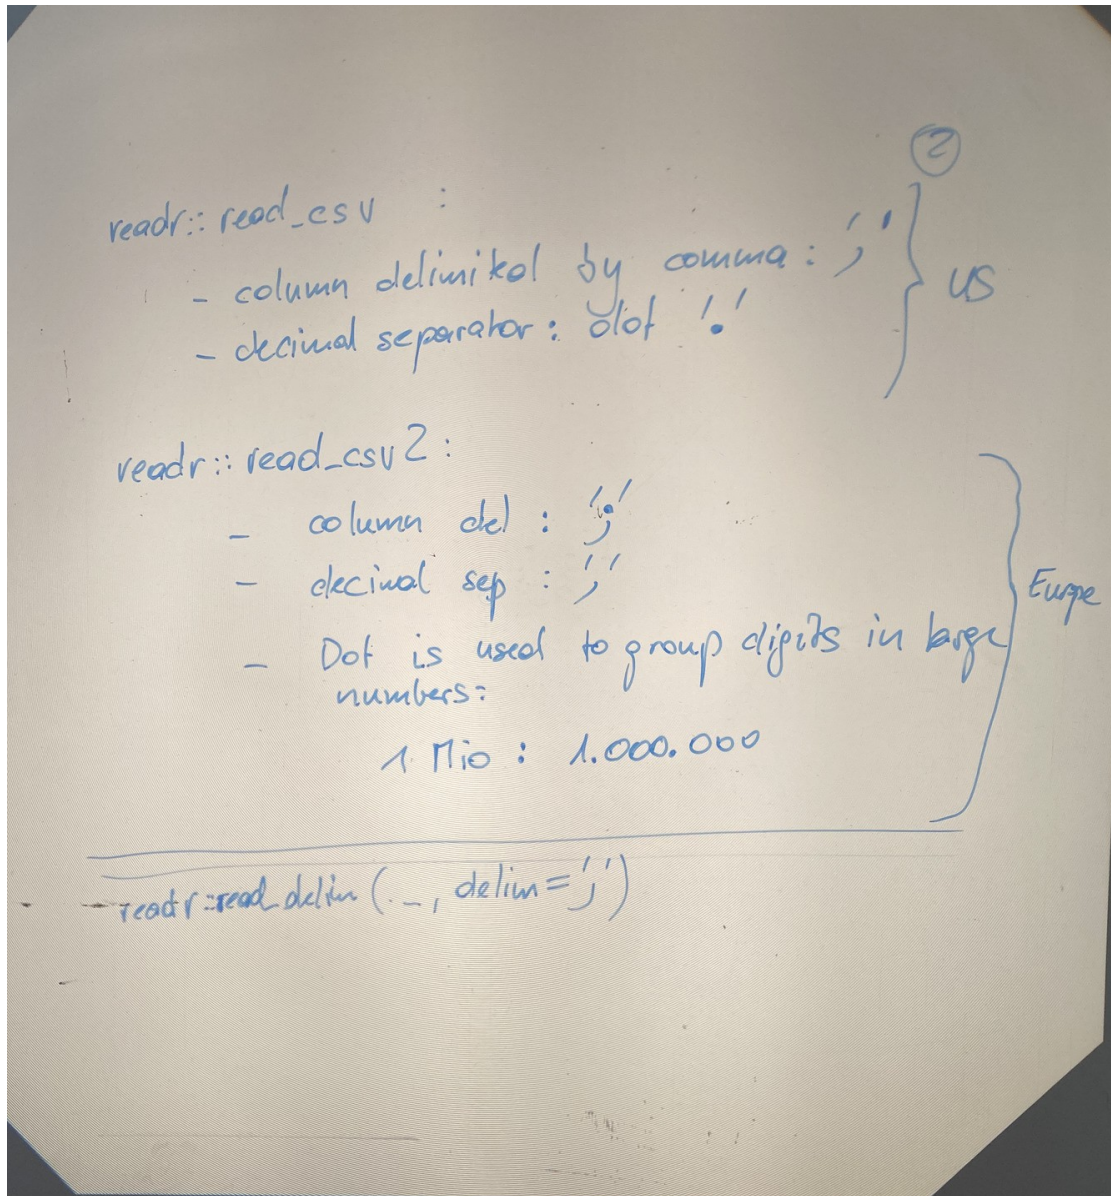 2
readr::read_csv :
- column delimited by comma : ','
- decimal separator : dot '.'
US
readr::read_csv2 :
- column del : ';'
- decimal sep : ','
- Dot is used to group digits in large
numbers:
1 Mio : 1.000.000
Europe
readr::read_delim (..., delim=';')